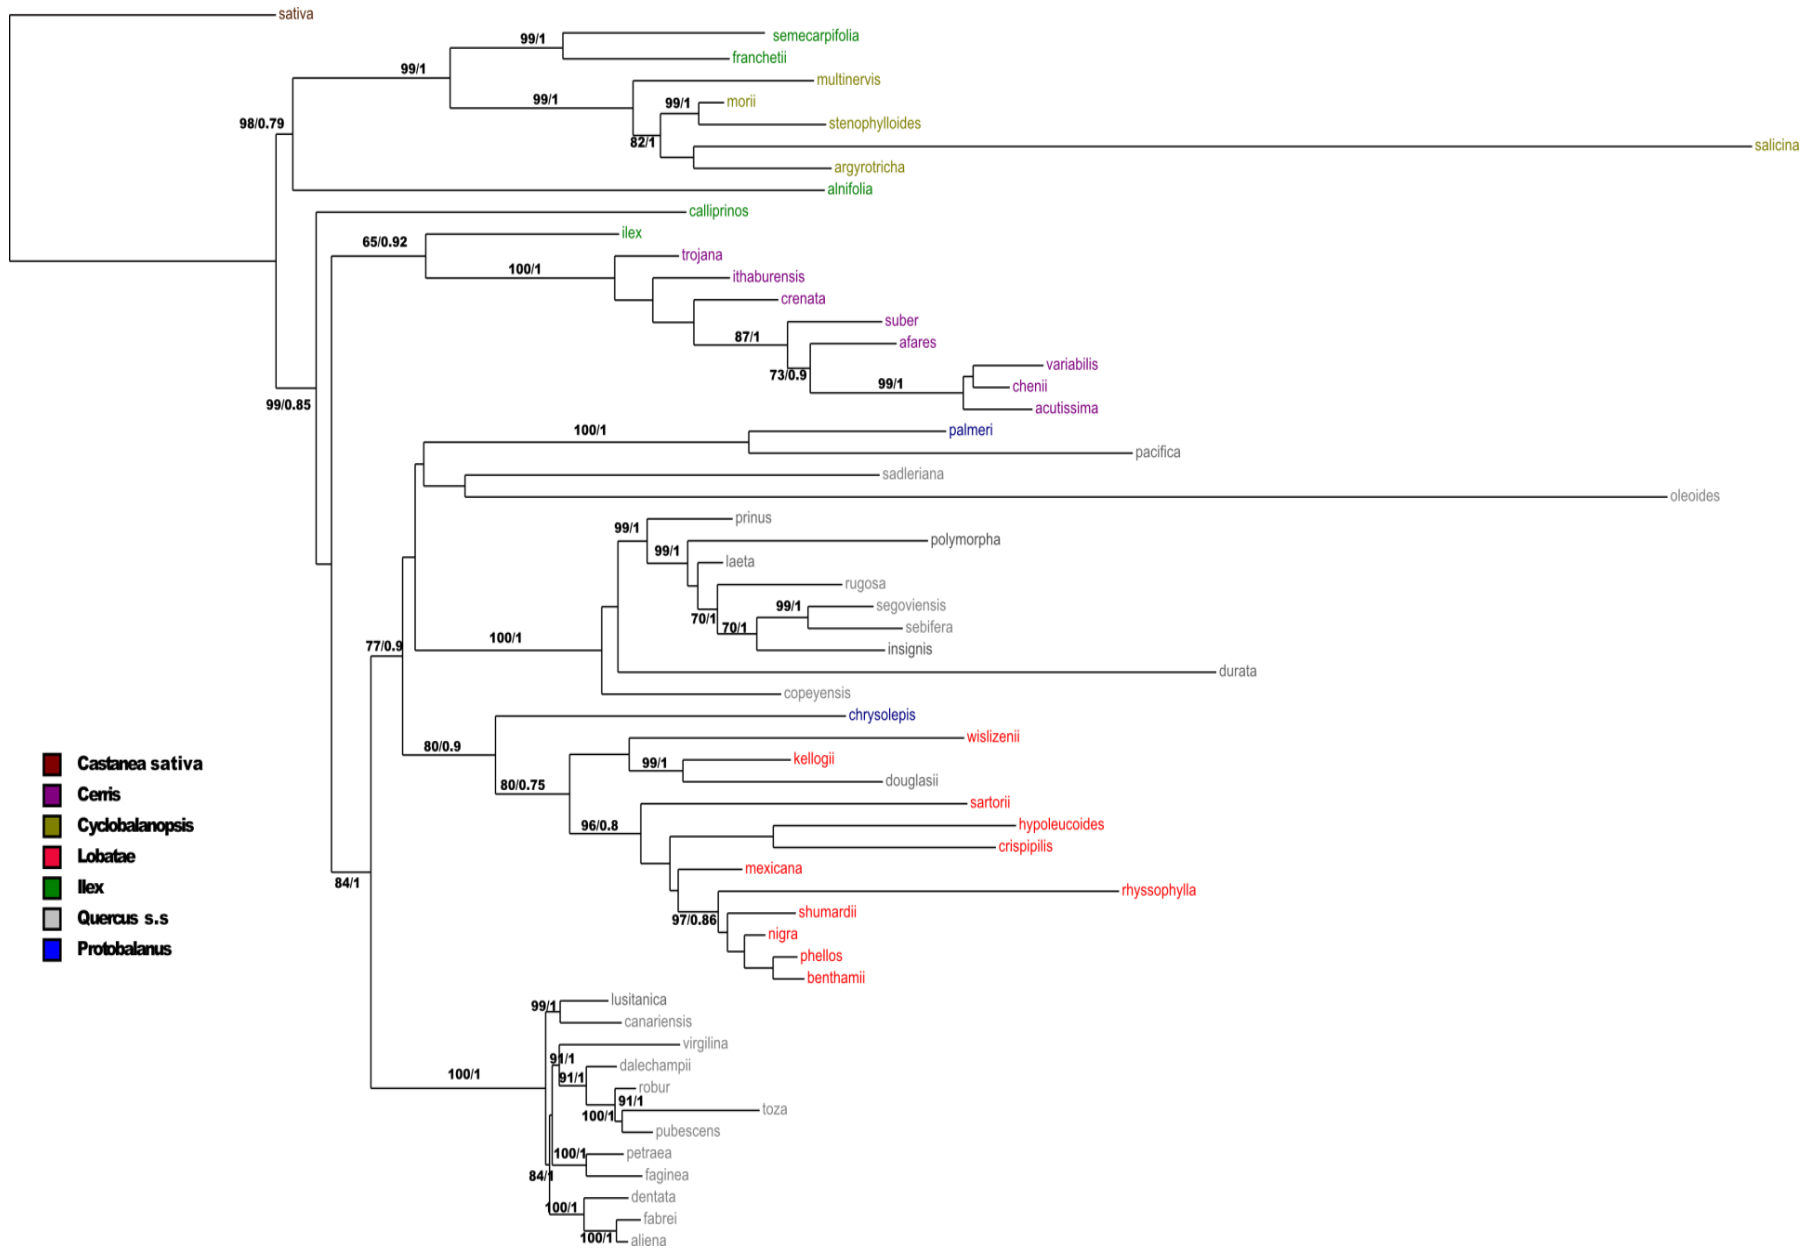 sativa
99/1
semecarpifolia
franchetii
99/1
multinervis
99/1
99/1
morii
98/0.79
stenophylloides
82/1
salicina
argyrotricha
alnifolia
calliprinos
65/0.92
ilex
trojana
100/1
ithaburensis
crenata
suber
87/1
afares
variabilis
73/0.9
99/1
chenii
99/0.85
acutissima
100/1
palmeri
pacifica
sadleriana
oleoides
prinus
99/1
polymorpha
99/1
laeta
rugosa
99/1
segoviensis
70/1
70/1
sebifera
100/1
77/0.9
insignis
durata
copeyensis
chrysolepis
80/0.9
wislizenii
99/1
kellogii
80/0.75
douglasii
sartorii
96/0.8
hypoleucoides
crispipilis
mexicana
rhyssophylla
84/1
97/0.86
shumardii
nigra
phellos
benthamii
Castanea sativa
Cerris
Cyclobalanopsis
Lobatae
Ilex
Quercus s.s
Protobalanus
99/1
lusitanica
canariensis
virgilina
91/1
dalechampii
100/1
91/1
robur
91/1
100/1
toza
pubescens
100/1
petraea
84/1
faginea
dentata
100/1
fabrei
100/1
aliena